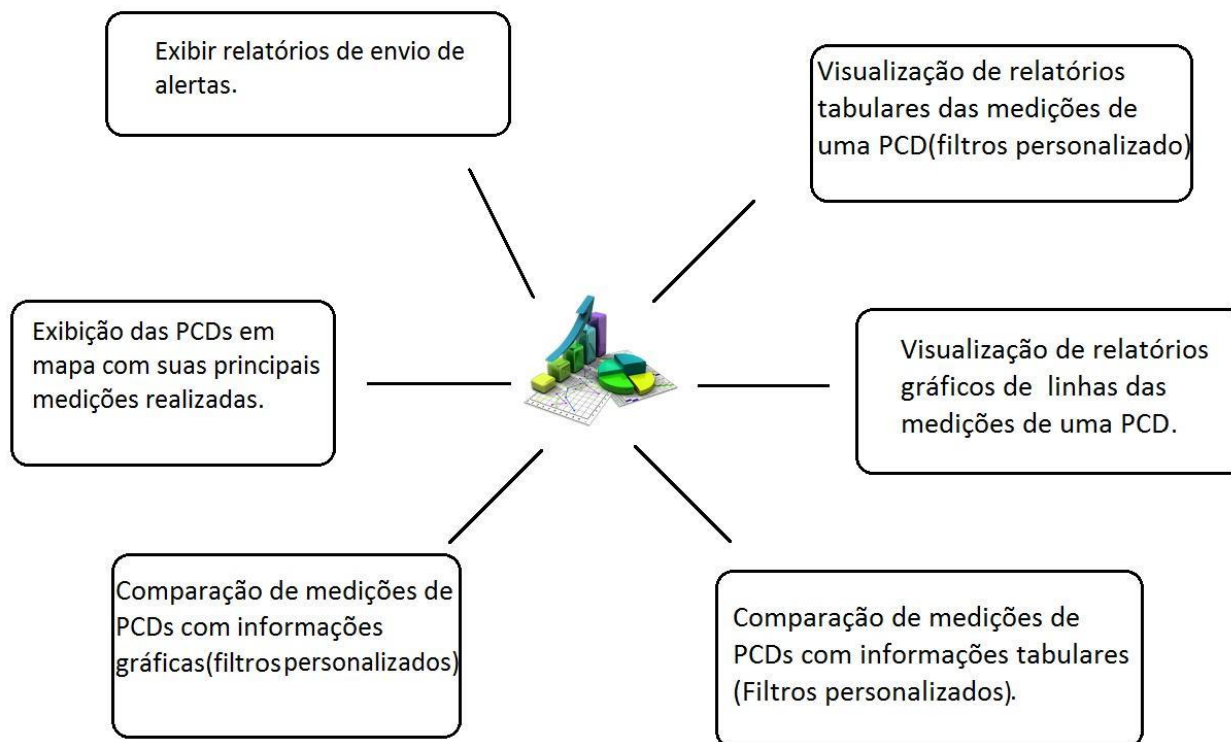 Exibir relatórios de envio de
alertas.
Visualização de relatórios
tabulares das medições de
uma PCD(filtros personalizado)
Exibição das PCDs em
mapa com suas principais
medições realizadas.
Visualização de relatórios
gráficos de linhas das
medições de uma PCD.
Comparação de medições de
PCDs com informações
gráficas(filtros personalizados)
Comparação de medições de
PCDs com informações tabulares
(Filtros personalizados).